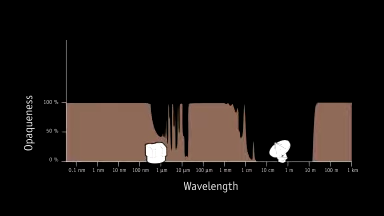 Opaqueness
100 %
50 %
0 %
0.1 nm 1 nm 10 nm 100 nm 1 µm 10 µm 100 µm 1 mm 1 cm 10 cm 1 m 10 m 100 m 1 km
Wavelength